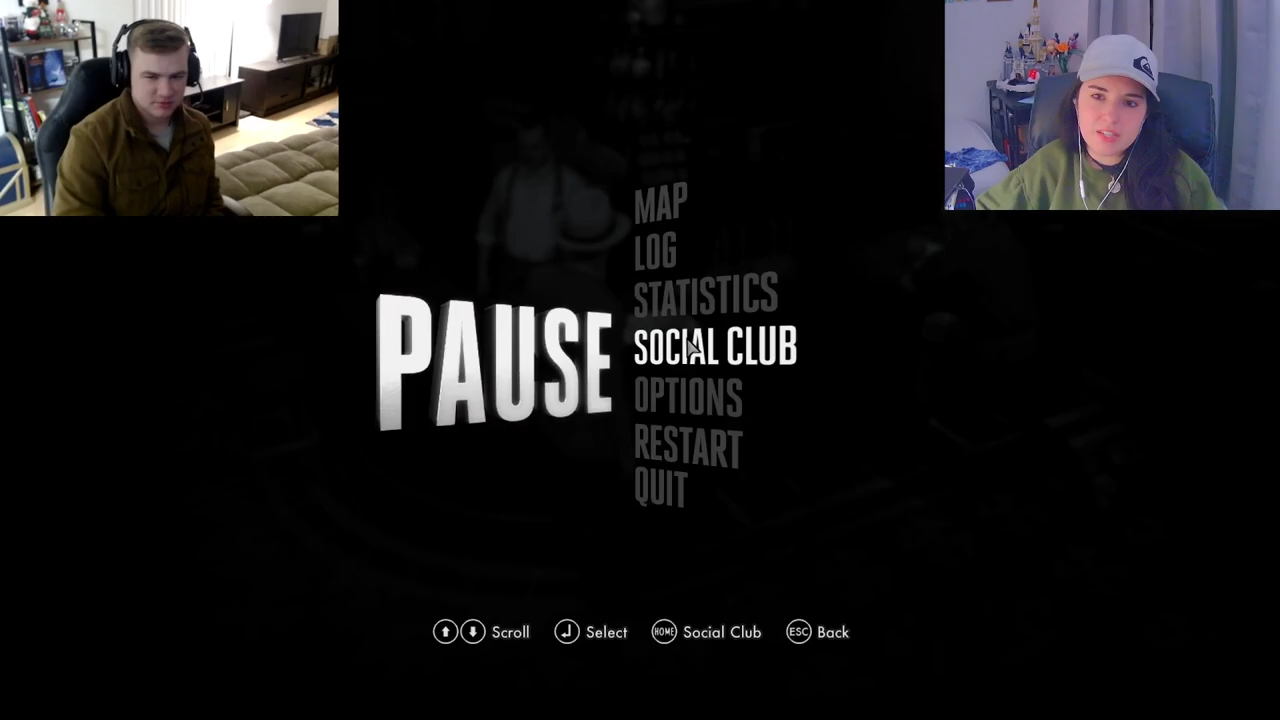 MAP
LOG
STATISTICS
PAUSE
SOCIAL CLUB
OPTIONS
RESTART
QUIT
Scroll
Select
HOME Social Club
ESC Back